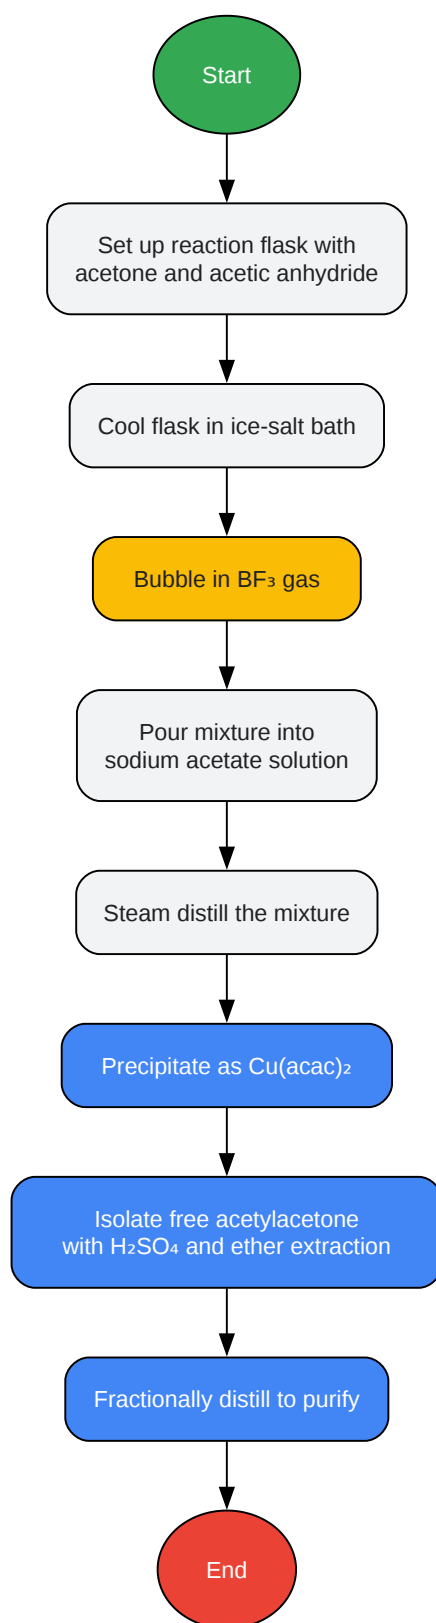 Start
Set up reaction flask with
acetone and acetic anhydride
Cool flask in ice-salt bath
Bubble in BF₃ gas
Pour mixture into
sodium acetate solution
Steam distill the mixture
Precipitate as Cu(acac)₂
Isolate free acetylacetone
with H₂SO₄ and ether extraction
Fractionally distill to purify
End